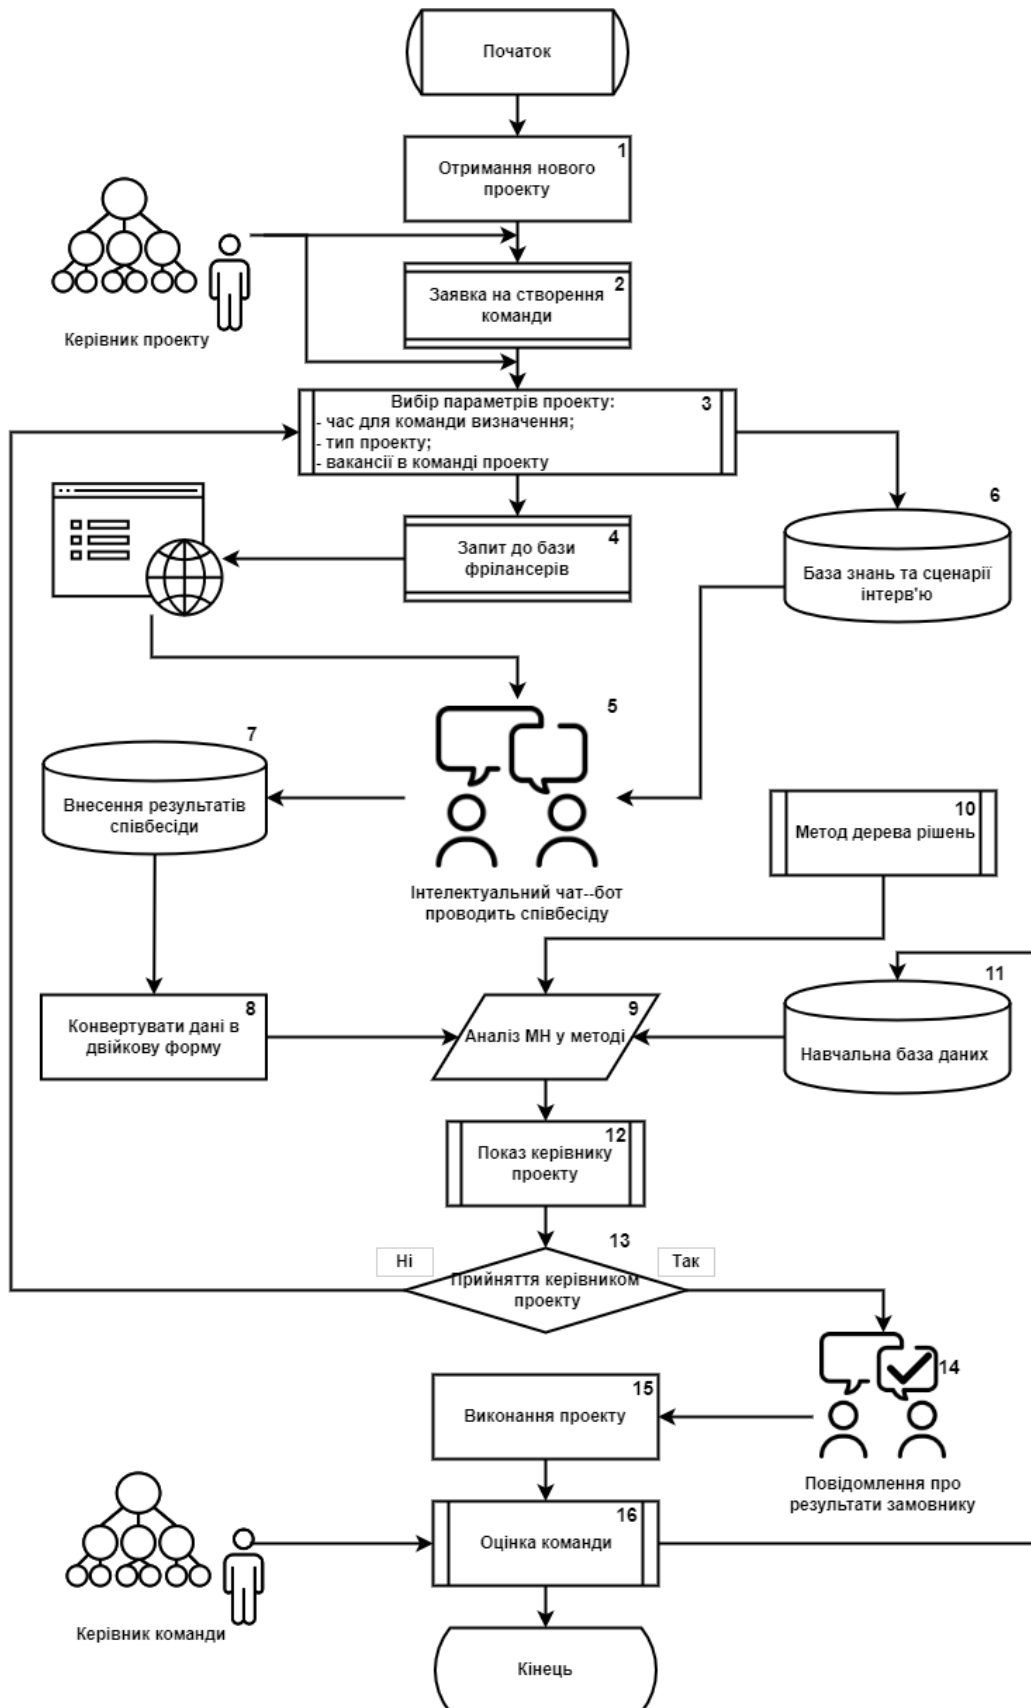 Початок
1
Отримання нового
проекту
Керівник проекту
2
Заявка на створення
команди
3
Вибір параметрів проекту:
- час для команди визначення;
- тип проекту;
- вакансії в команді проекту
4
Запит до бази
фрілансерів
6
База знань та сценарії
інтерв'ю
5
Інтелектуальний чат--бот
проводить співбесіду
7
Внесення результатів
співбесіди
10
Метод дерева рішень
8
Конвертувати дані в
двійкову форму
9
Аналіз МН у методі
11
Навчальна база даних
12
Показ керівнику
проекту
13
Ні
Так
Прийняття керівником
проекту
14
Повідомлення про
результати замовнику
15
Виконання проекту
16
Оцінка команди
Керівник команди
Кінець